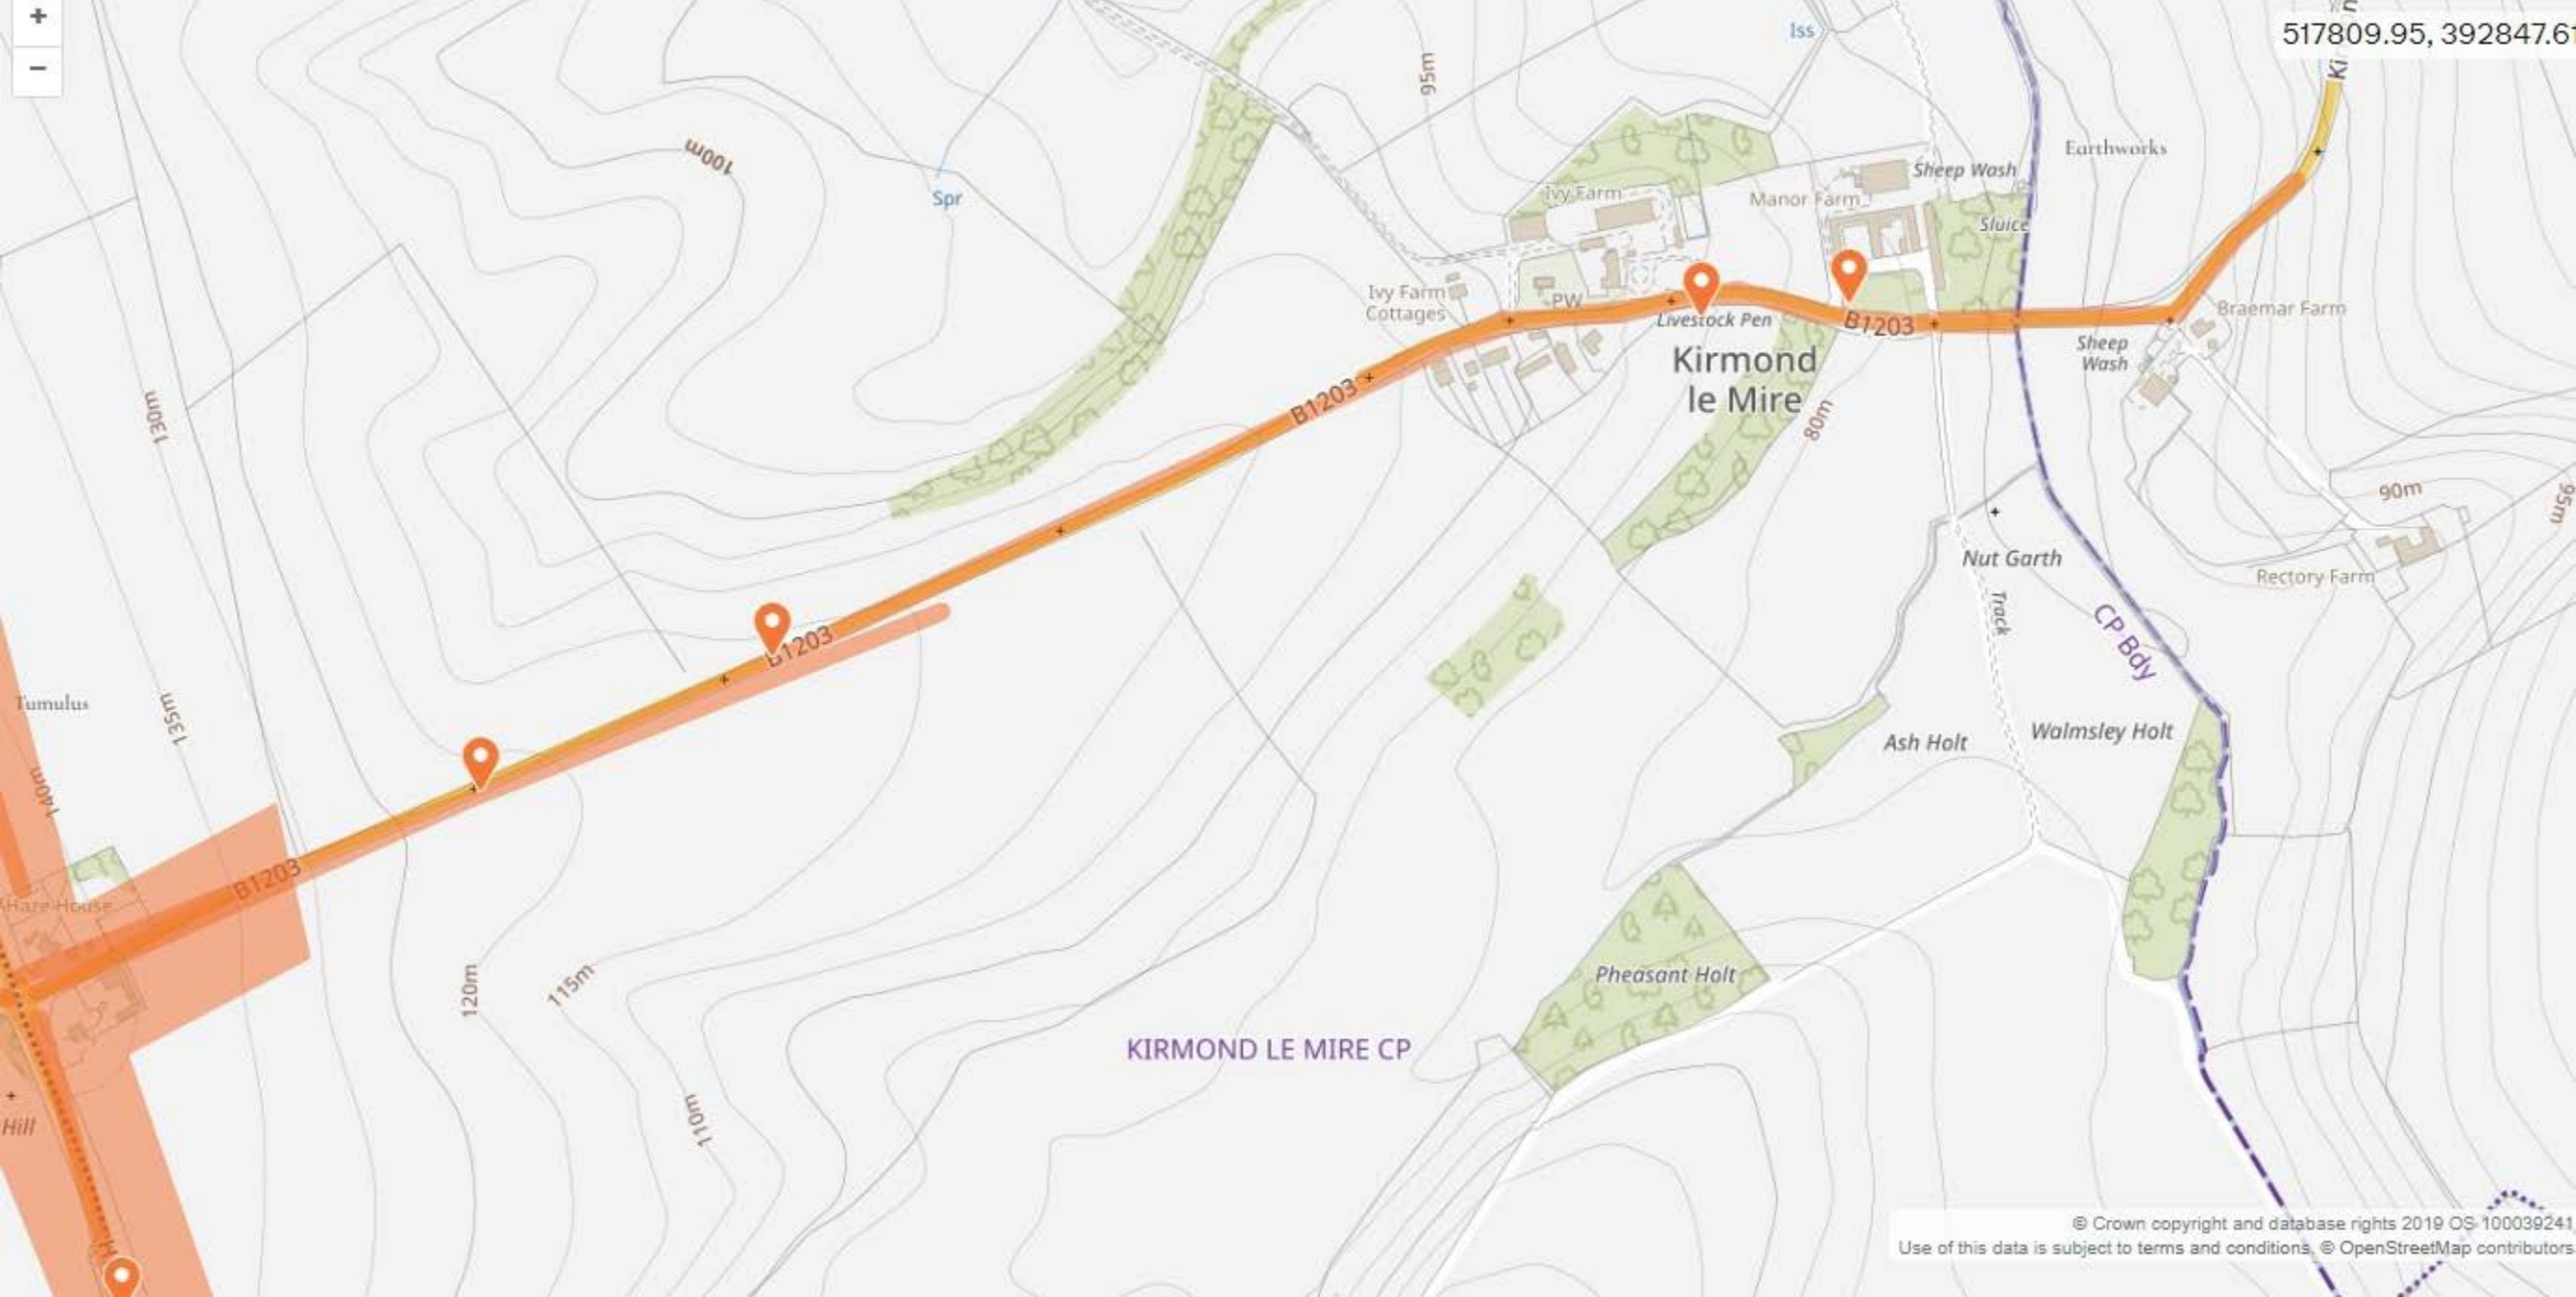 +
−
517809.95, 392847.61
Iss
95m
100m
Spr
Earthworks
Sheep Wash
Ivy Farm
Manor Farm
Sluice
Ivy Farm
Cottages
PW
Livestock Pen
B1203
Braemar Farm
Sheep
Wash
Kirmond
le Mire
B1203
80m
130m
90m
95m
Nut Garth
Rectory Farm
Track
B1203
CP Bdy
Tumulus
135m
Ash Holt
Walmsley Holt
140m
B1203
Hare House
120m
115m
Pheasant Holt
KIRMOND LE MIRE CP
110m
Hill
© Crown copyright and database rights 2019 OS 100039241
Use of this data is subject to terms and conditions. © OpenStreetMap contributors